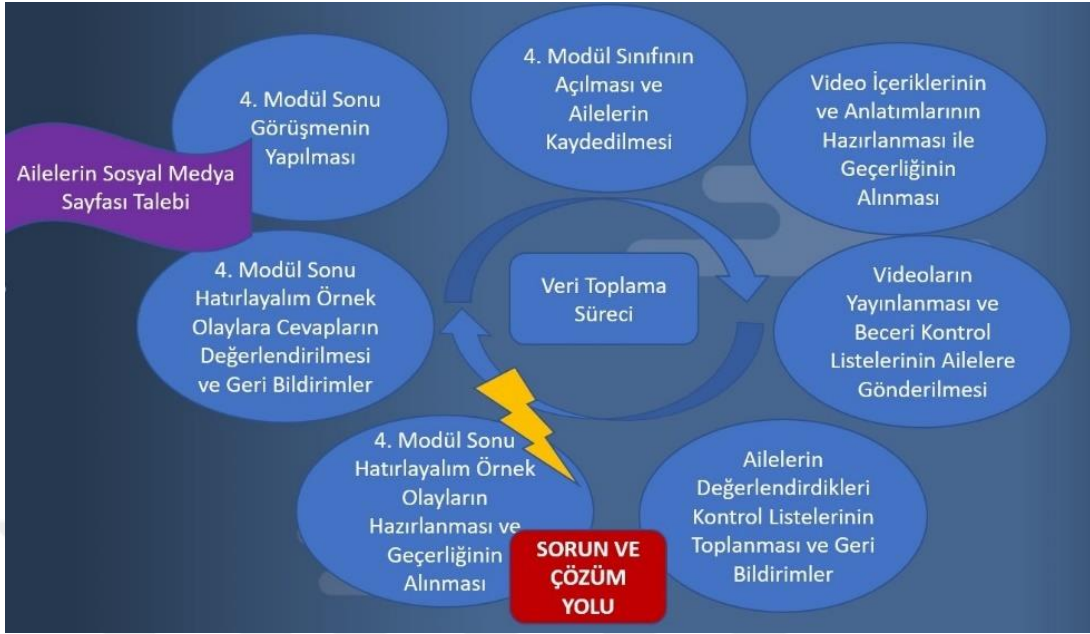 4. Modül Sınıfının
Açılması ve
Ailelerin
Kaydedilmesi
Video İçeriklerinin
ve Anlatımlarının
Hazırlanması ile
Geçerliğinin
Alınması
Videoların
Yayınlanması ve
Beceri Kontrol
Listelerinin Ailelere
Gönderilmesi
Ailelerin
Değerlendirdikleri
Kontrol Listelerinin
Toplanması ve Geri
Bildirimler
SORUN VE
ÇÖZÜM
YOLU
4. Modül Sonu
Hatırlayalım Örnek
Olayların
Hazırlanması ve
Geçerliğinin
Alınması
4. Modül Sonu
Hatırlayalım Örnek
Olaylara Cevapların
Değerlendirilmesi
ve Geri Bildirimler
Ailelerin Sosyal Medya
Sayfası Talebi
4. Modül Sonu
Görüşmenin
Yapılması
Veri Toplama
Süreci